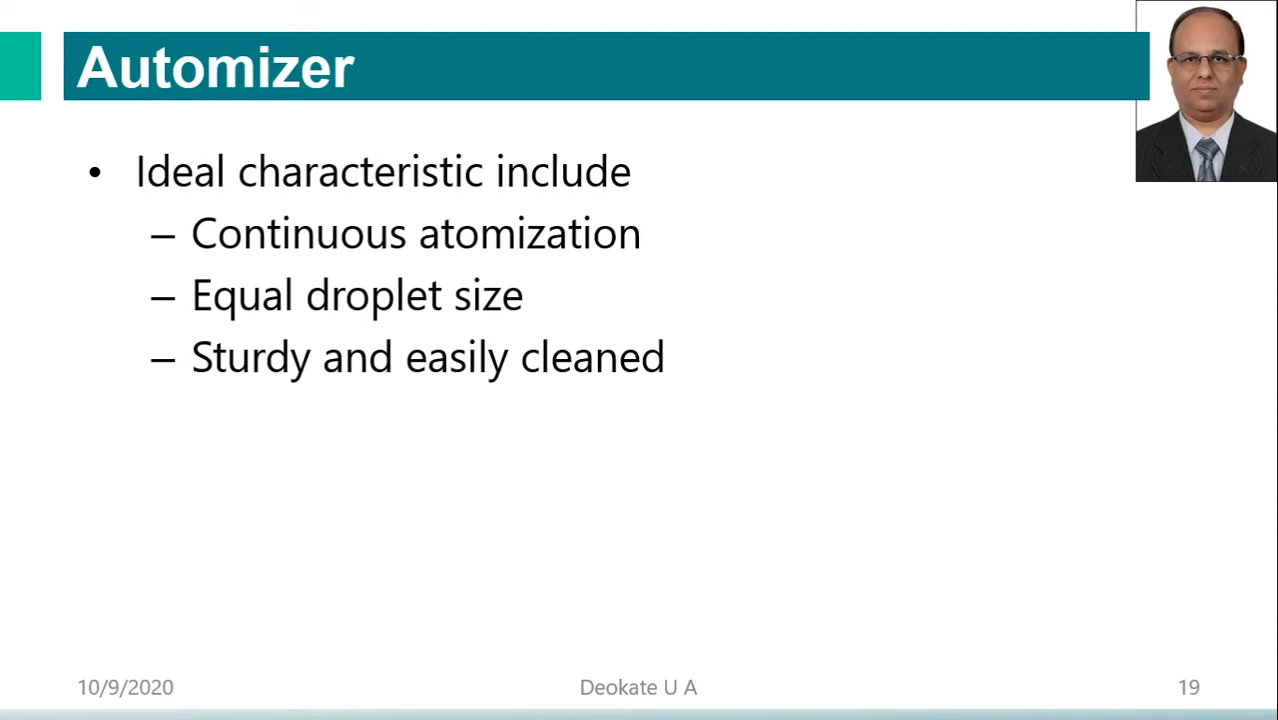 Automizer
• Ideal characteristic include
– Continuous atomization
– Equal droplet size
– Sturdy and easily cleaned
10/9/2020
Deokate U A
19